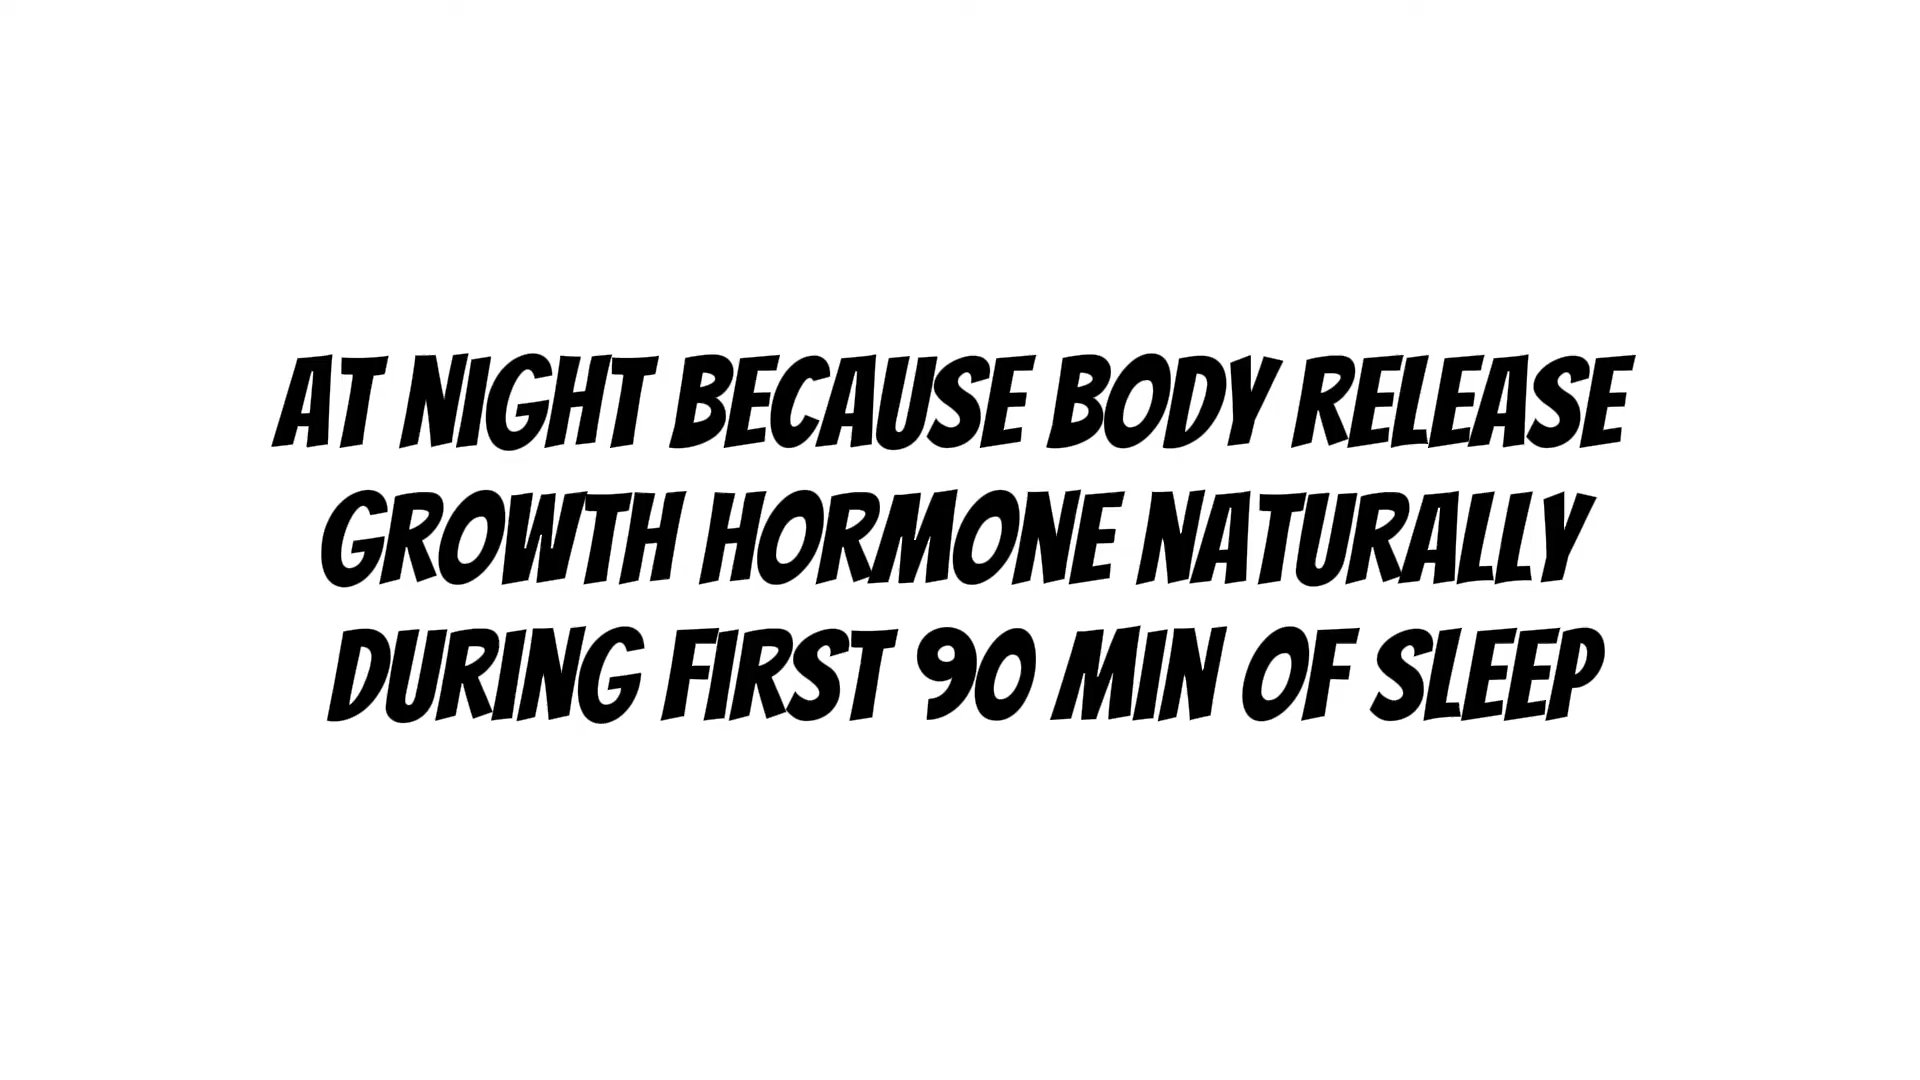 AT NIGHT BECAUSE BODY RELEASE
GROWTH HORMONE NATURALLY
DURING FIRST 90 MIN OF SLEEP